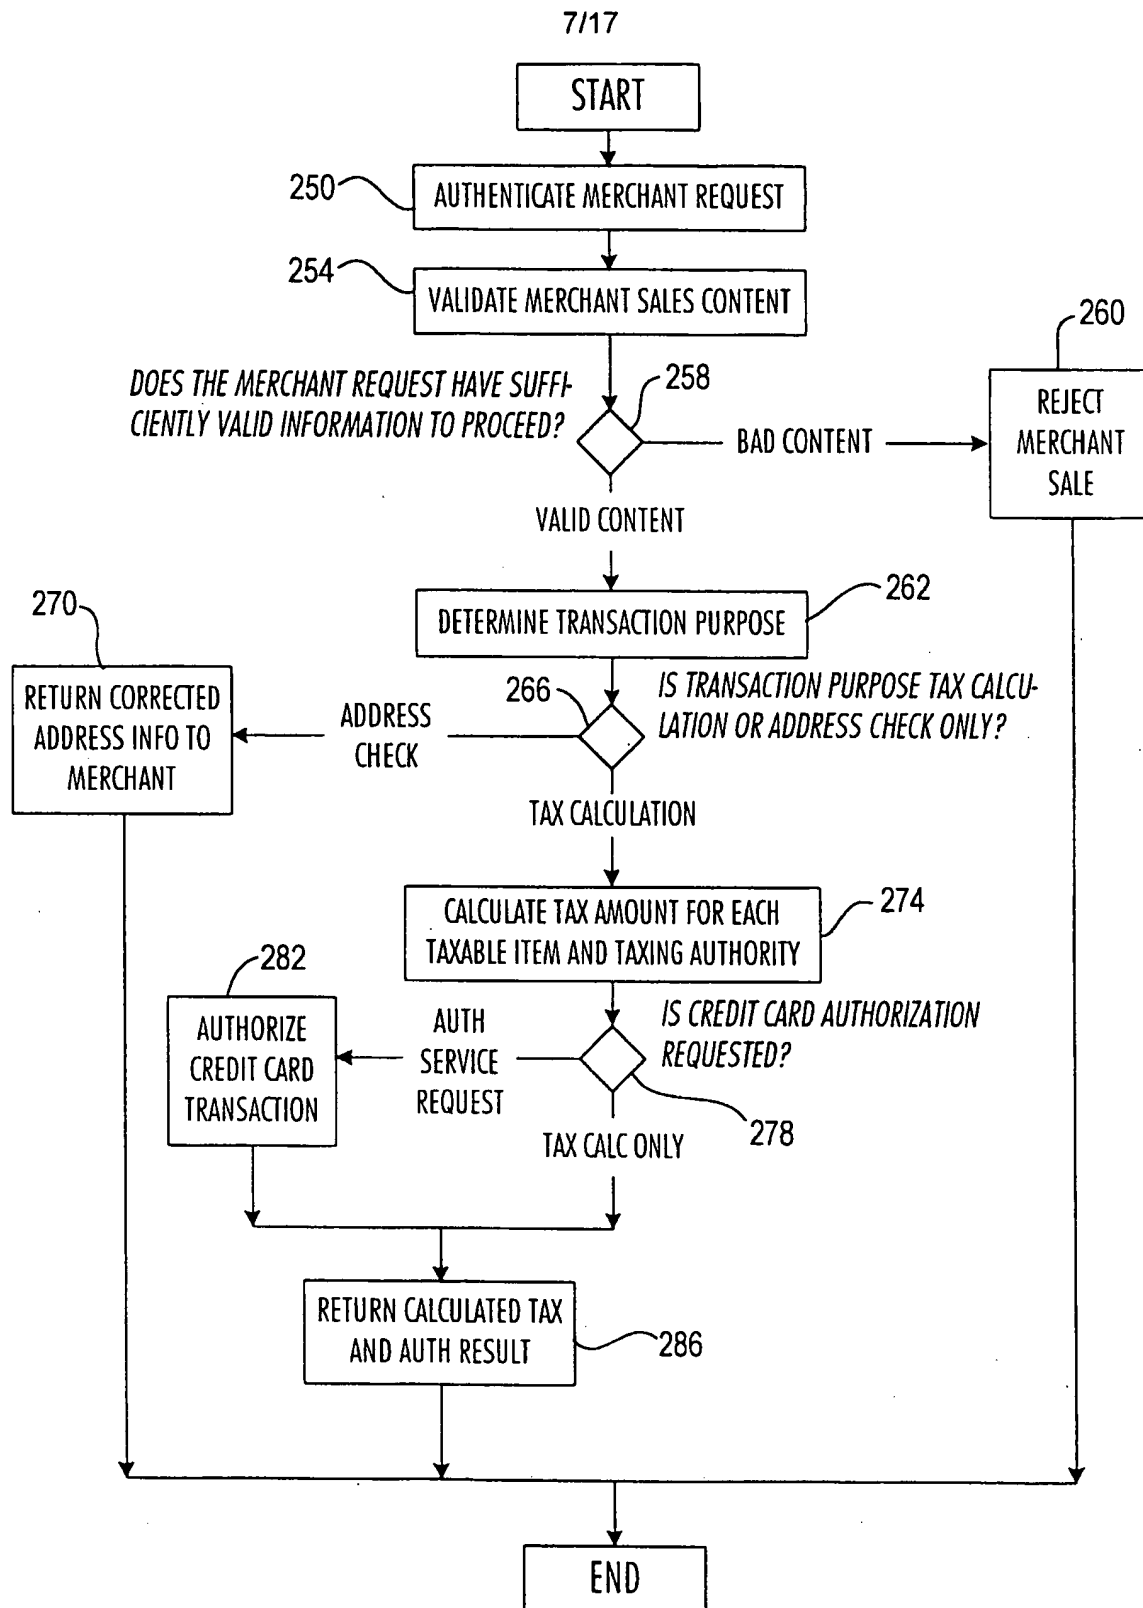 7/17
START
250
AUTHENTICATE MERCHANT REQUEST
254
VALIDATE MERCHANT SALES CONTENT
260
DOES THE MERCHANT REQUEST HAVE SUFFI-
CIENTLY VALID INFORMATION TO PROCEED?
258
BAD CONTENT
REJECT
MERCHANT
SALE
VALID CONTENT
262
DETERMINE TRANSACTION PURPOSE
270
RETURN CORRECTED
ADDRESS INFO TO
MERCHANT
ADDRESS
CHECK
266
IS TRANSACTION PURPOSE TAX CALCU-
LATION OR ADDRESS CHECK ONLY?
TAX CALCULATION
CALCULATE TAX AMOUNT FOR EACH
TAXABLE ITEM AND TAXING AUTHORITY
274
282
AUTHORIZE
CREDIT CARD
TRANSACTION
AUTH
SERVICE
REQUEST
IS CREDIT CARD AUTHORIZATION
REQUESTED?
278
TAX CALC ONLY
RETURN CALCULATED TAX
AND AUTH RESULT
286
END